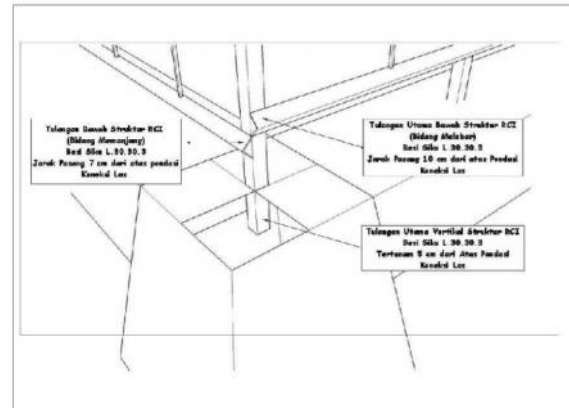 Tulangan Bawah Struktur RCI
(Bidang Memanjang)
Besi Siku L.30.30.3
Jarak Pasang 7 cm dari atas pondasi
Koneksi Las
Tulangan Utama Bawah Struktur RCI
(Bidang Melebar)
Besi Siku L.30.30.3
Jarak Pasang 10 cm dari atas Pondasi
Koneksi Las
Tulangan Utama Vertikal Struktur RCI
Besi Siku L.30.30.3
Tertanam 5 cm dari Atas Pondasi
Koneksi Las